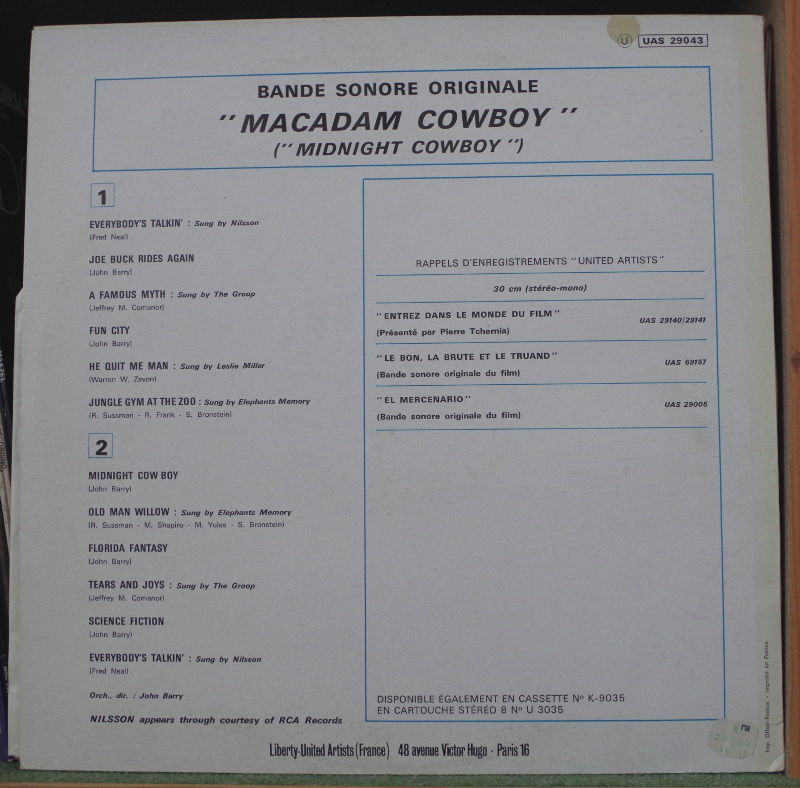 U UAS 29043
BANDE SONORE ORIGINALE
"MACADAM COWBOY"
("MIDNIGHT COWBOY")
1
EVERYBODY'S TALKIN' : Sung by Nilsson
(Fred Neal)
JOE BUCK RIDES AGAIN
(John Barry)
A FAMOUS MYTH : Sung by The Groop
(Jeffrey M. Comanor)
FUN CITY
(John Barry)
HE QUIT ME MAN : Sung by Leslie Miller
(Warren W. Zevon)
JUNGLE GYM AT THE ZOO : Sung by Elephants Memory
(R. Sussman - R. Frank - S. Bronstein)
2
MIDNIGHT COW BOY
(John Barry)
OLD MAN WILLOW : Sung by Elephants Memory
(R. Sussman - M. Shapiro - M. Yules - S. Bronstein)
FLORIDA FANTASY
(John Barry)
TEARS AND JOYS : Sung by The Groop
(Jeffrey M. Comanor)
SCIENCE FICTION
(John Barry)
EVERYBODY'S TALKIN' : Sung by Nilsson
(Fred Neal)
Orch., dir. : John Barry
NILSSON appears through courtesy of RCA Records
RAPPELS D'ENREGISTREMENTS "UNITED ARTISTS"
30 cm (stéréo-mono)
"ENTREZ DANS LE MONDE DU FILM"
(Présenté par Pierre Tchernia) UAS 29140/29141
"LE BON, LA BRUTE ET LE TRUAND"
(Bande sonore originale du film) UAS 69157
"EL MERCENARIO"
(Bande sonore originale du film) UAS 29005
DISPONIBLE ÉGALEMENT EN CASSETTE Nº K-9035
EN CARTOUCHE STÉRÉO 8 Nº U 3035
Liberty-United Artists (France) 48 avenue Victor Hugo - Paris 16
Imp. Offset-France - Imprimé en France